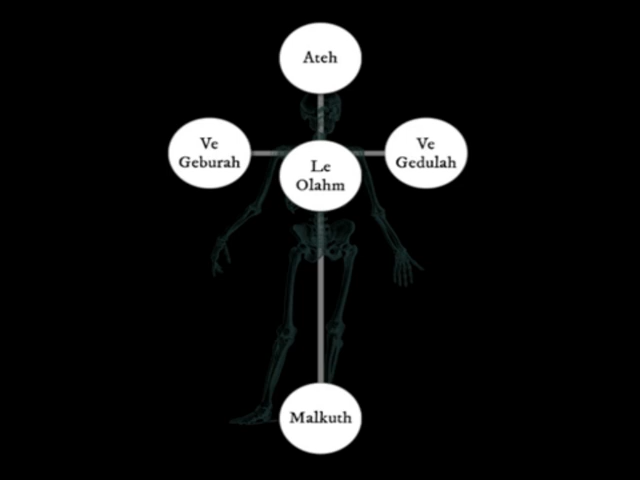 Ateh
Ve
Geburah
Ve
Gedulah
Le
Olahm
Malkuth